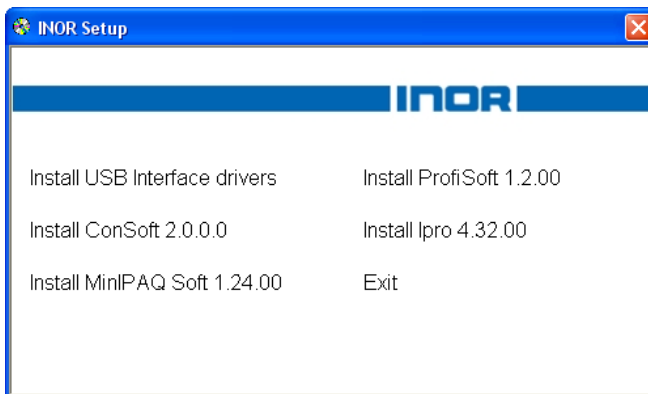 INOR Setup
INOR
Install USB Interface drivers
Install ProfiSoft 1.2.00
Install ConSoft 2.0.0.0
Install Ipro 4.32.00
Install MinIPAQ Soft 1.24.00
Exit